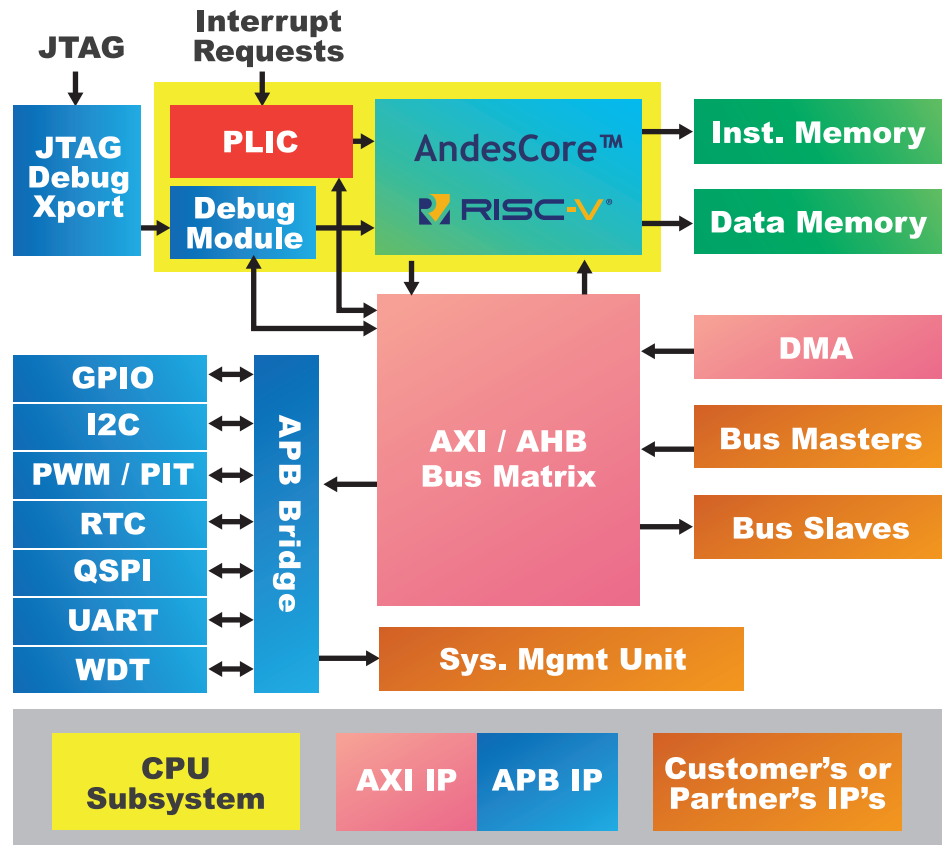 JTAG
Interrupt
Requests
JTAG
Debug
Xport
PLIC
Debug
Module
AndesCore™
RISC-V®
Inst. Memory
Data Memory
DMA
Bus Masters
Bus Slaves
AXI / AHB
Bus Matrix
GPIO
I2C
PWM / PIT
RTC
QSPI
UART
WDT
APB Bridge
Sys. Mgmt Unit
CPU
Subsystem
AXI IP
APB IP
Customer's or
Partner's IP's